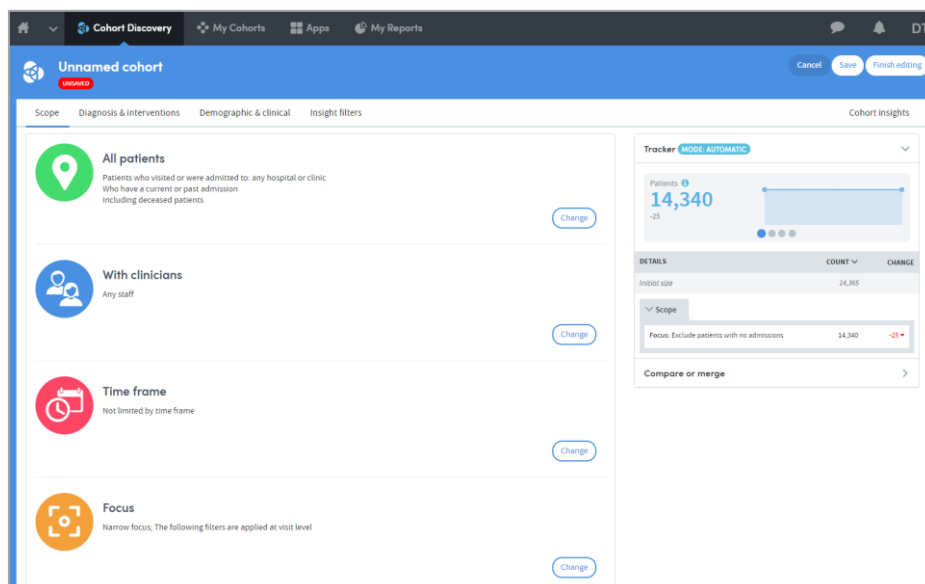 Cohort Discovery
My Cohorts
Apps
My Reports
DT
Unnamed cohort
UNSAVED
Cancel
Save
Finish editing
Scope
Diagnosis & interventions
Demographic & clinical
Insight filters
Cohort insights
All patients
Patients who visited or were admitted to: any hospital or clinic
Who have a current or past admission
Including deceased patients
Change
With clinicians
Any staff
Change
Time frame
Not limited by time frame
Change
Focus
Narrow focus; The following filters are applied at visit level
Change
Tracker MODE: AUTOMATIC
Patients
14,340
-25
DETAILS COUNT CHANGE
Initial size 14,365
Scope
Focus: Exclude patients with no admissions 14,340 -25
Compare or merge